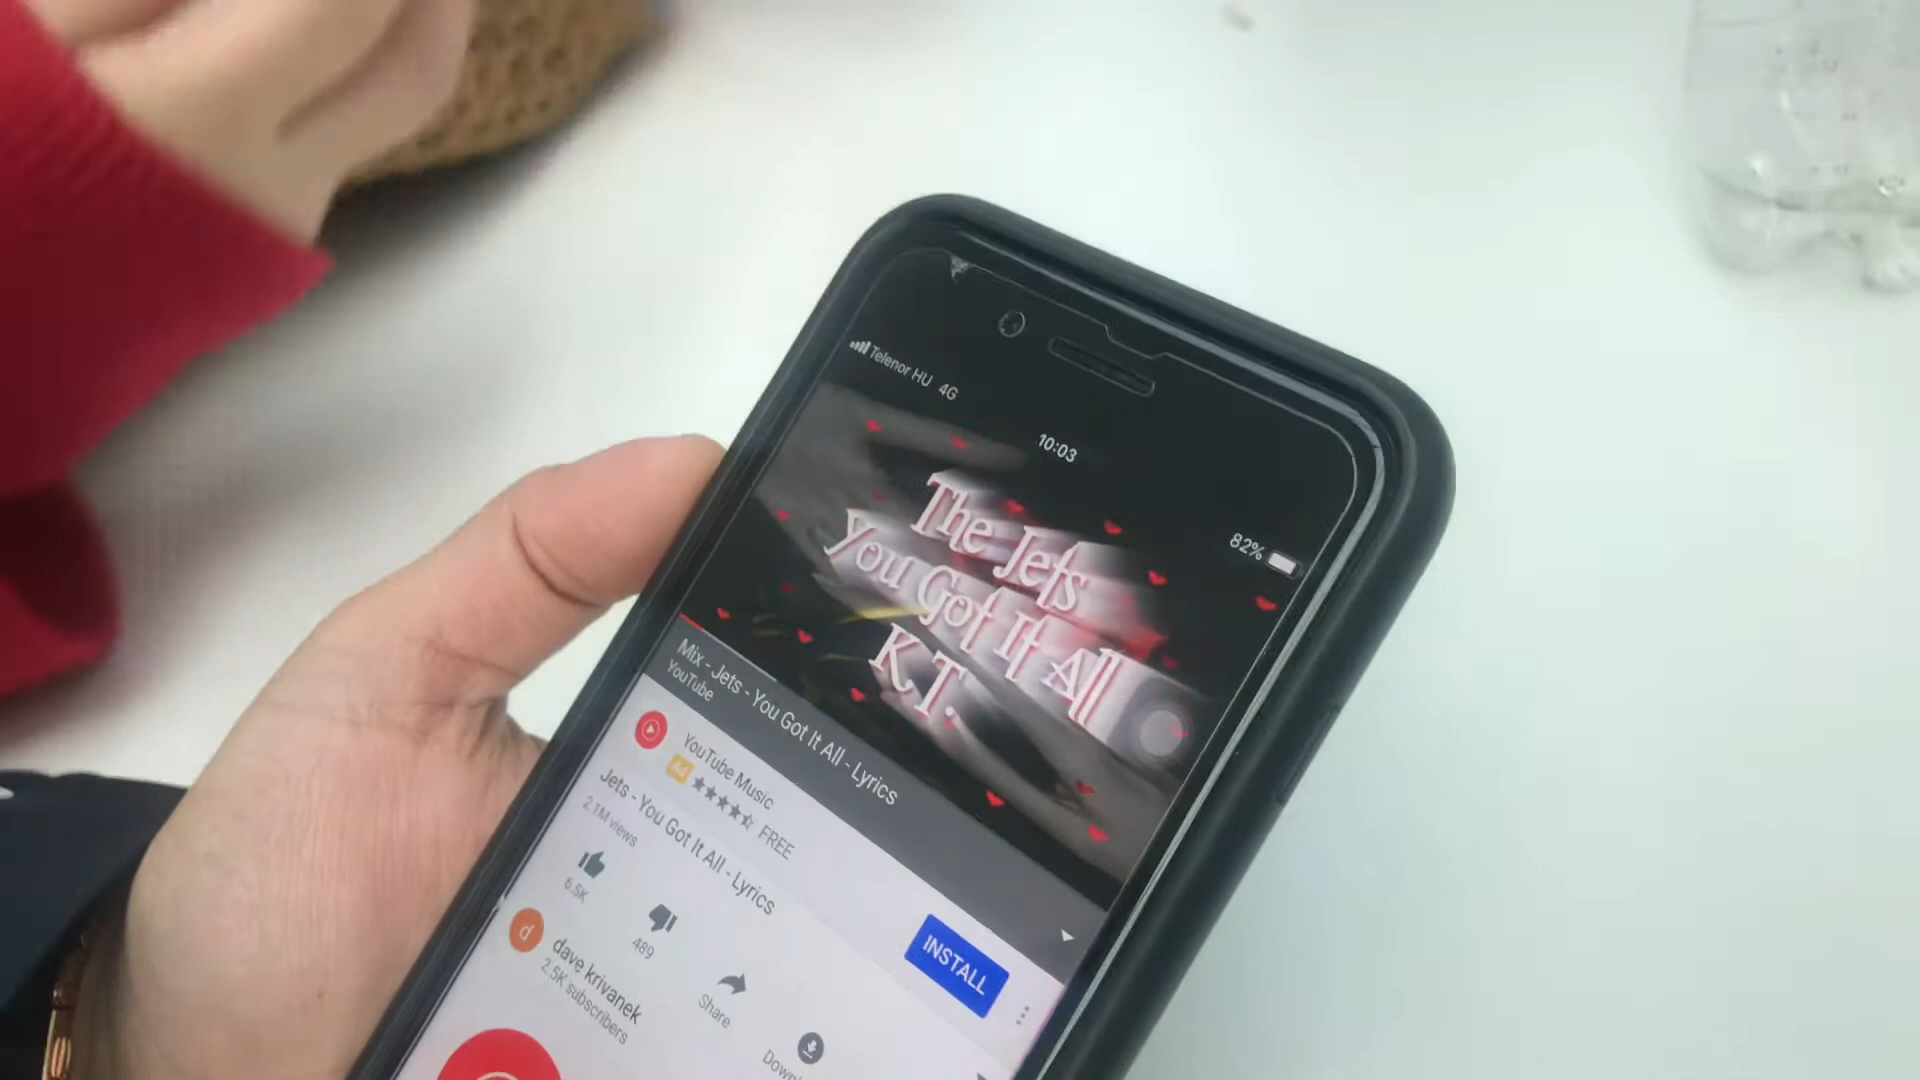 Telenor HU 4G
10:03
82%
The Jets
You Got It All
K.T.
Mix - Jets - You Got It All - Lyrics
YouTube
YouTube Music
Ad FREE
INSTALL
Jets - You Got It All - Lyrics
2.1M views
6.5K
489
Share
d
dave krivanek
2.5K subscribers